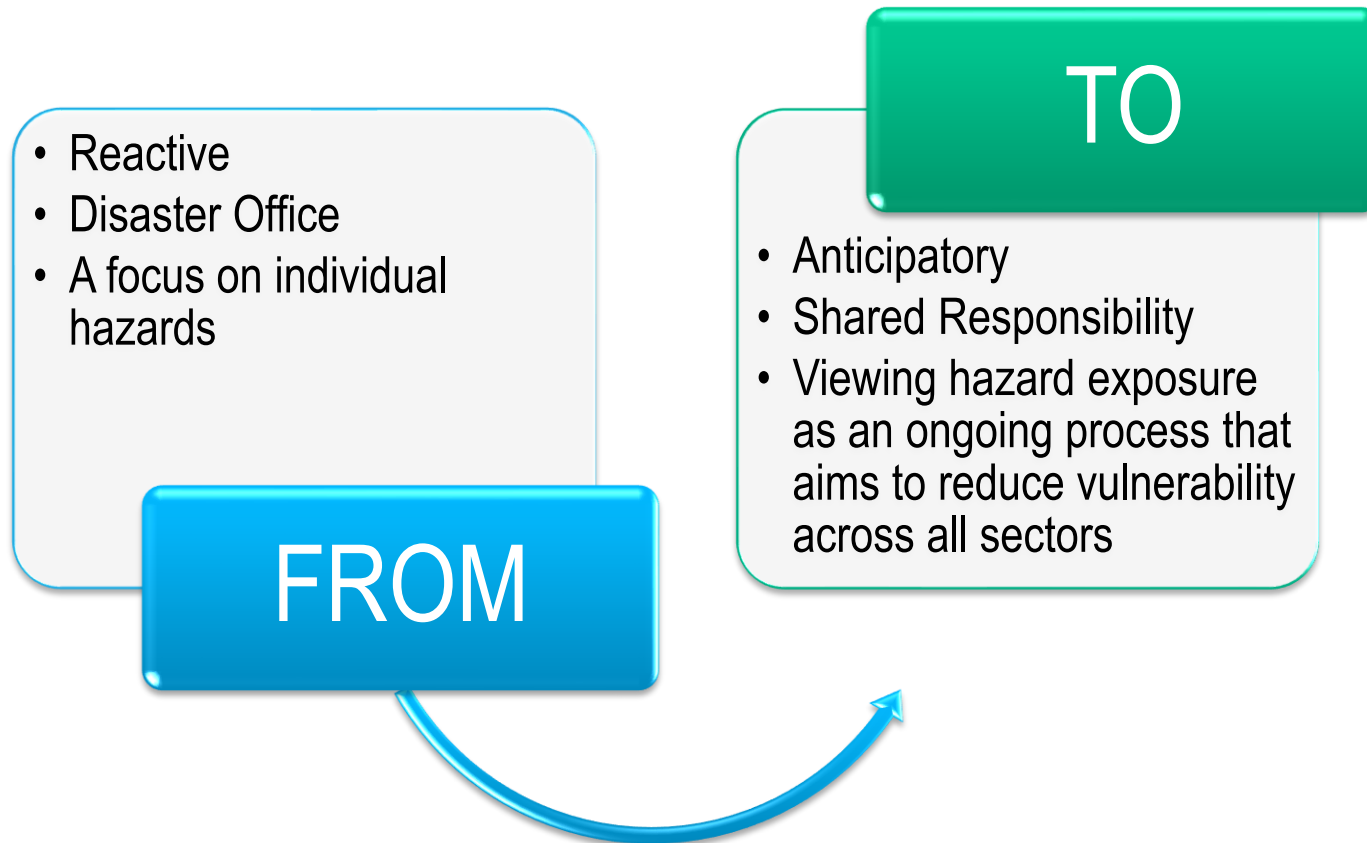 • Reactive
• Disaster Office
• A focus on individual
hazards
FROM
TO
• Anticipatory
• Shared Responsibility
• Viewing hazard exposure
as an ongoing process that
aims to reduce vulnerability
across all sectors